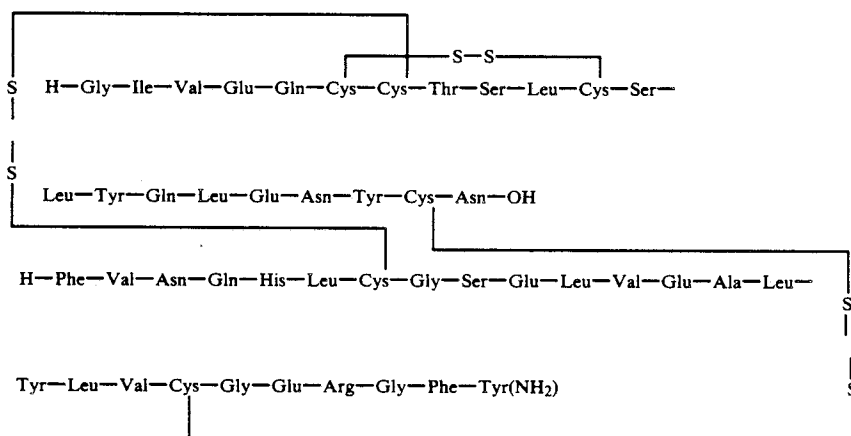 S—S
S H—Gly—Ile—Val—Glu—Gln—Cys—Cys—Thr—Ser—Leu—Cys—Ser—
S
Leu—Tyr—Gln—Leu—Glu—Asn—Tyr—Cys—Asn—OH
H—Phe—Val—Asn—Gln—His—Leu—Cys—Gly—Ser—Glu—Leu—Val—Glu—Ala—Leu—
S
Tyr—Leu—Val—Cys—Gly—Glu—Arg—Gly—Phe—Tyr(NH2)
S